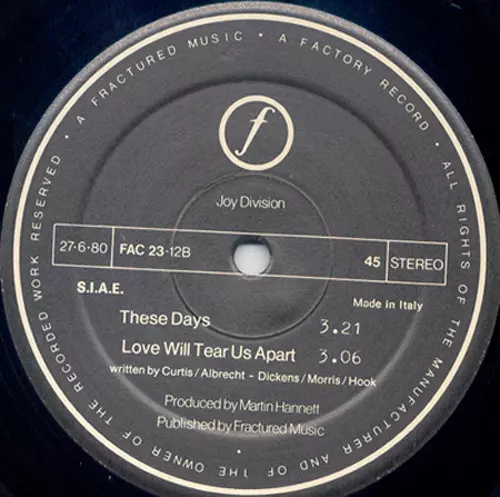 · A FRACTURED MUSIC · A FACTORY RECORD · ALL RIGHTS OF THE MANUFACTURER AND OF THE OWNER OF THE RECORDED WORK RESERVED
f
Joy Division
27-6-80 FAC 23-12B 45 STEREO
S.I.A.E. Made in Italy
These Days 3.21
Love Will Tear Us Apart 3.06
written by Curtis/Albrecht - Dickens/Morris/Hook
Produced by Martin Hannett
Published by Fractured Music